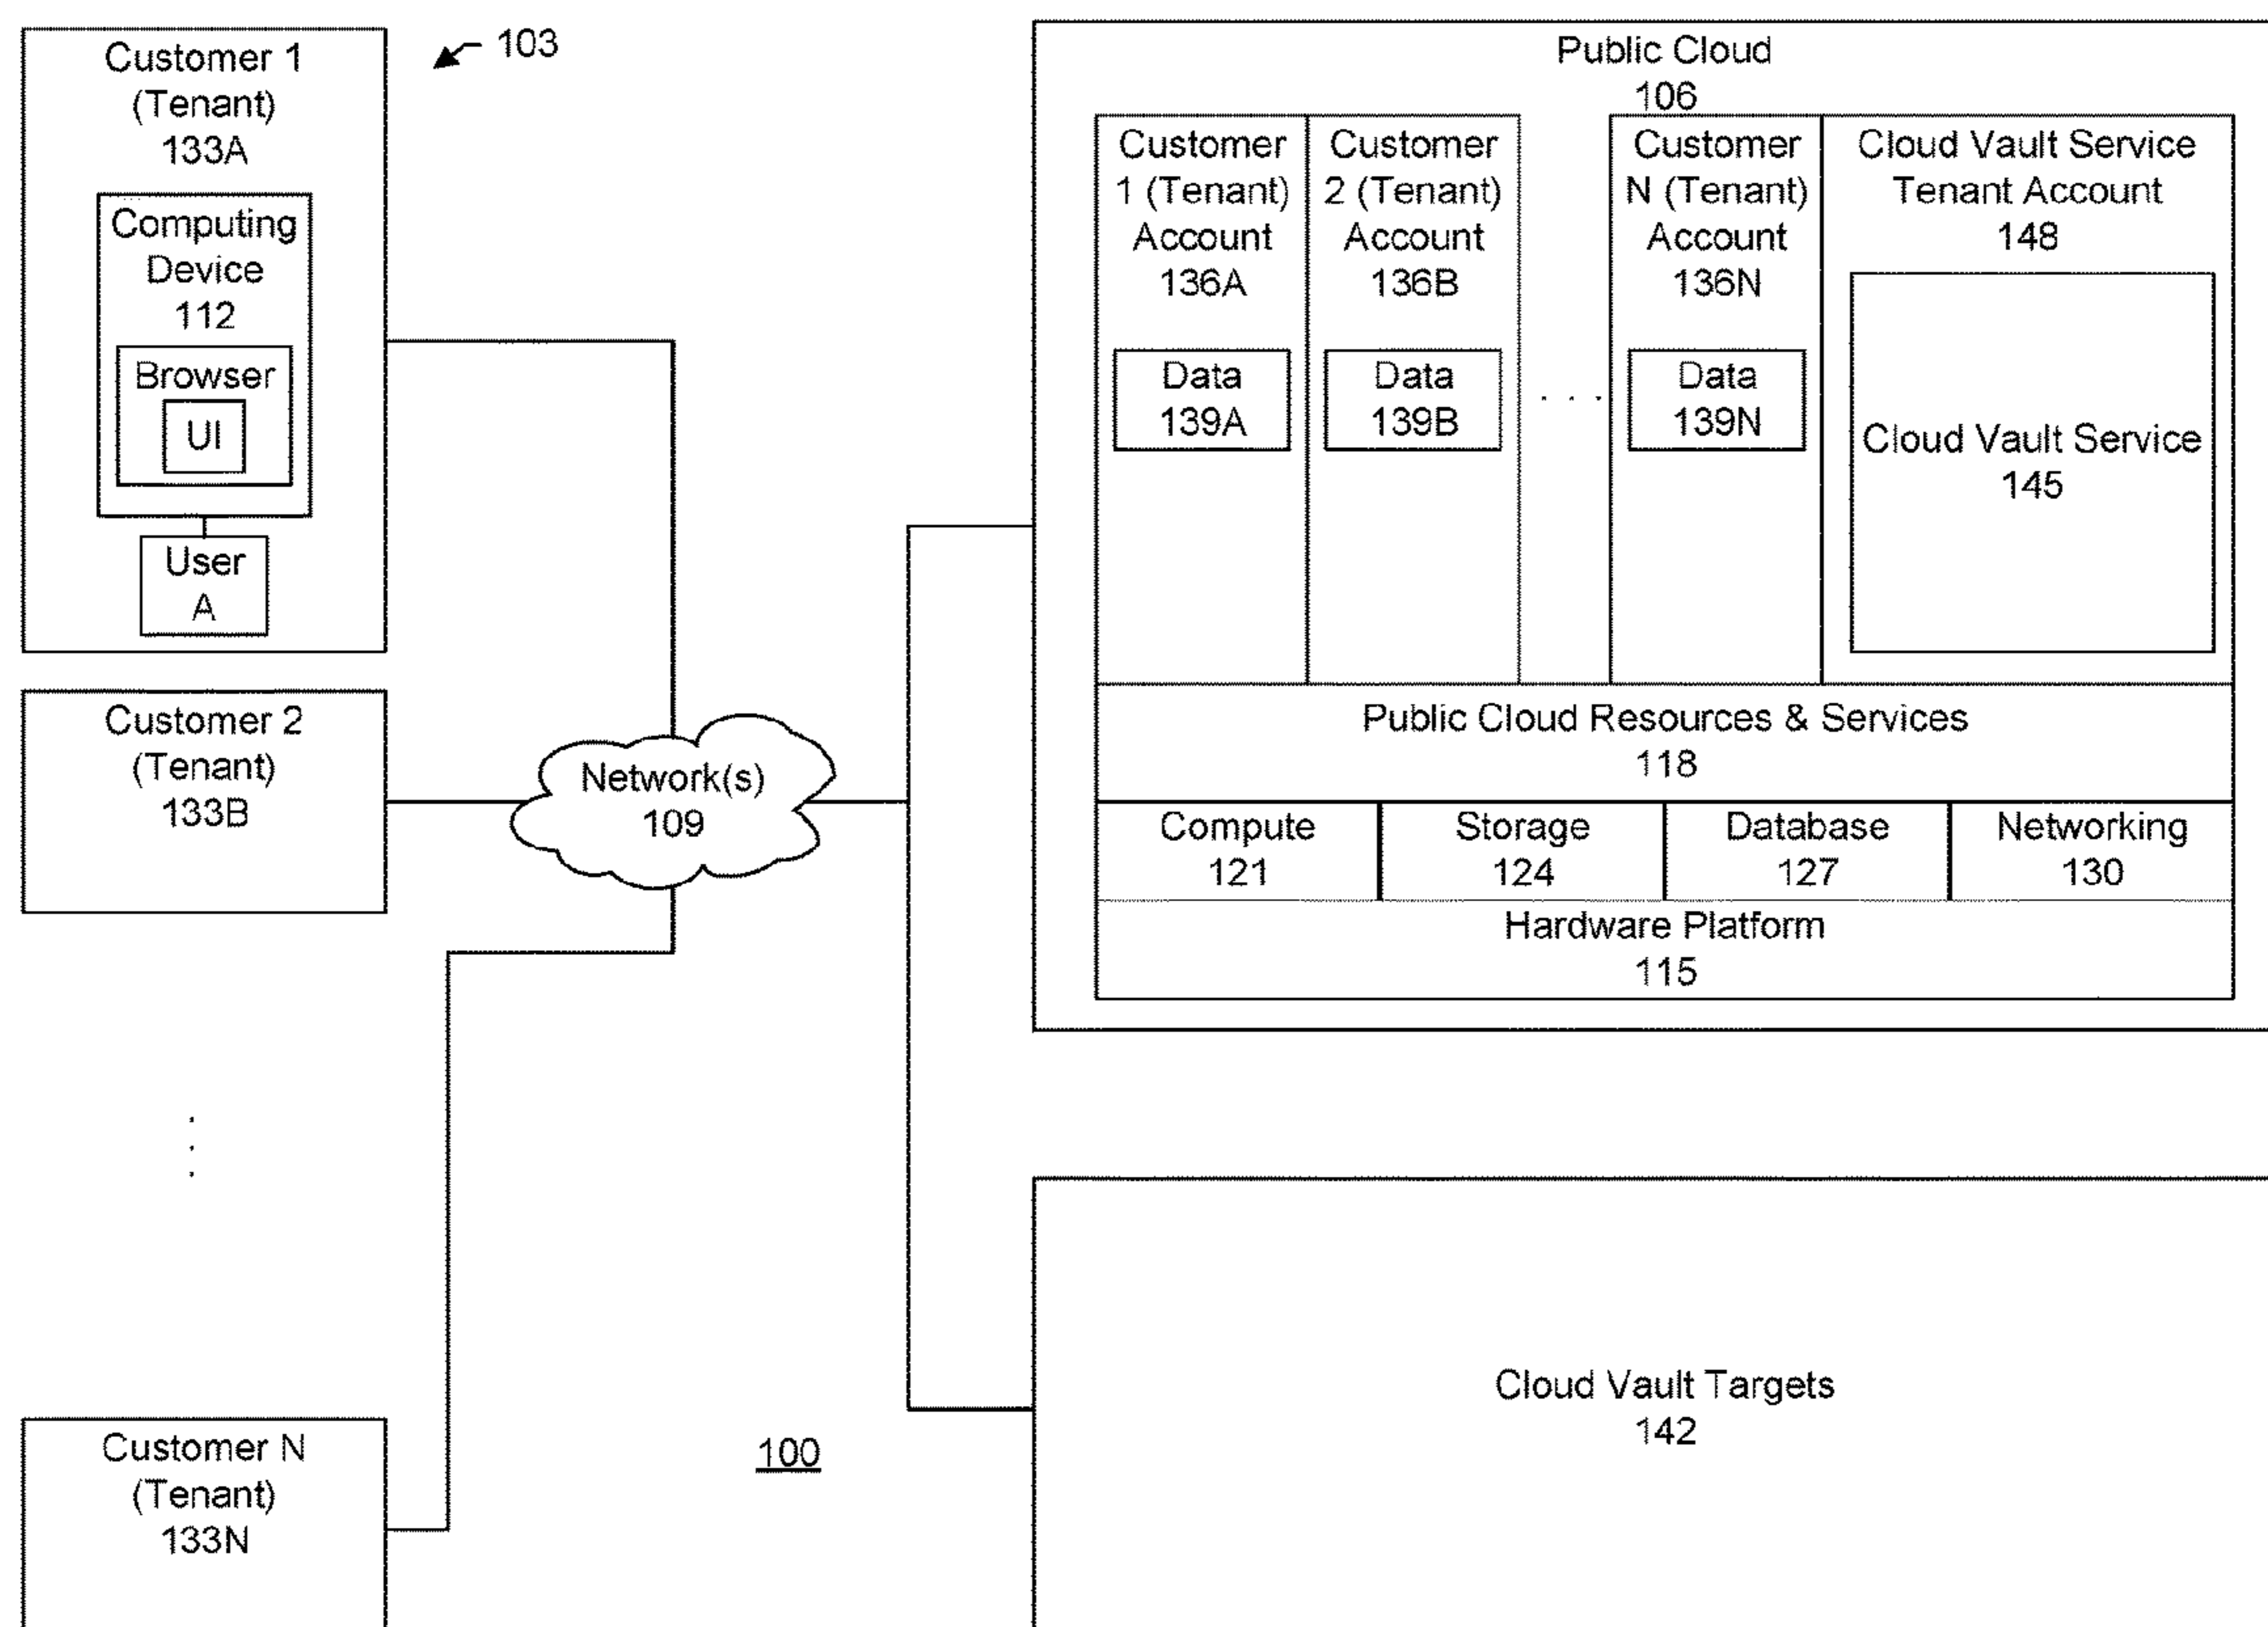 Customer 1
(Tenant)
133A
Computing
Device
112
Browser
UI
User
A
103
Customer 2
(Tenant)
133B
. . .
Customer N
(Tenant)
133N
Network(s)
109
100
Public Cloud
106
Customer
1 (Tenant)
Account
136A
Data
139A
Customer
2 (Tenant)
Account
136B
Data
139B
. . .
Customer
N (Tenant)
Account
136N
Data
139N
Cloud Vault Service
Tenant Account
148
Cloud Vault Service
145
Public Cloud Resources & Services
118
Compute
121
Storage
124
Database
127
Networking
130
Hardware Platform
115
Cloud Vault Targets
142